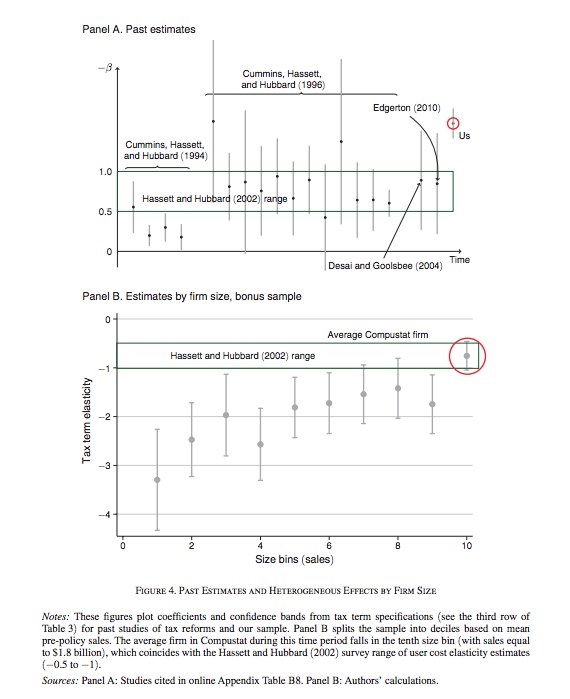 Panel A. Past estimates
−β
Cummins, Hassett,
and Hubbard (1996)
Edgerton (2010)
Us
Cummins, Hassett,
and Hubbard (1994)
1.0
Hassett and Hubbard (2002) range
0.5
0
Time
Desai and Goolsbee (2004)
Panel B. Estimates by firm size, bonus sample
0
Average Compustat firm
Hassett and Hubbard (2002) range
−1
Tax term elasticity
−2
−3
−4
0 2 4 6 8 10
Size bins (sales)
Figure 4. Past Estimates and Heterogeneous Effects by Firm Size
Notes: These figures plot coefficients and confidence bands from tax term specifications (see the third row of
Table 3) for past studies of tax reforms and our sample. Panel B splits the sample into deciles based on mean
pre-policy sales. The average firm in Compustat during this time period falls in the tenth size bin (with sales equal
to $1.8 billion), which coincides with the Hassett and Hubbard (2002) survey range of user cost elasticity estimates
(−0.5 to −1).
Sources: Panel A: Studies cited in online Appendix Table B8. Panel B: Authors' calculations.